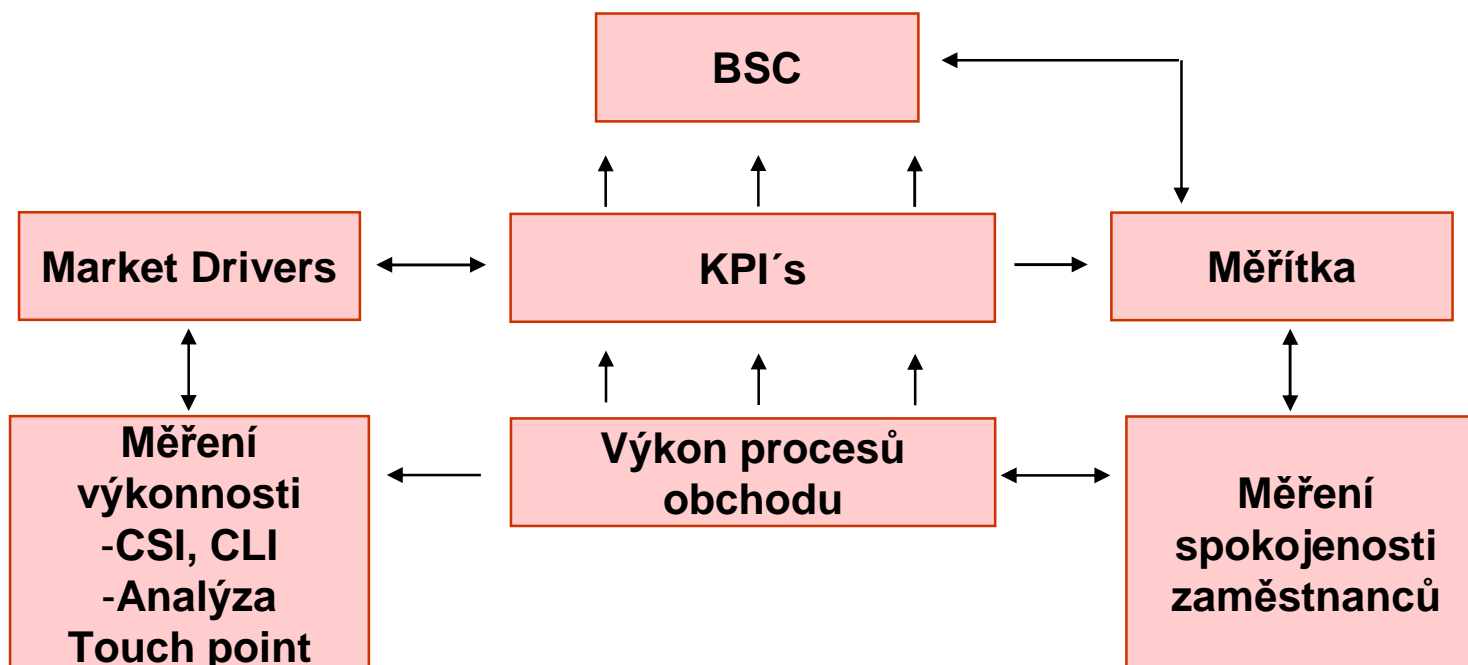 BSC
Market Drivers
KPI´s
Měřítka
Měření
výkonnosti
-CSI, CLI
-Analýza
Touch point
Výkon procesů
obchodu
Měření
spokojenosti
zaměstnanců